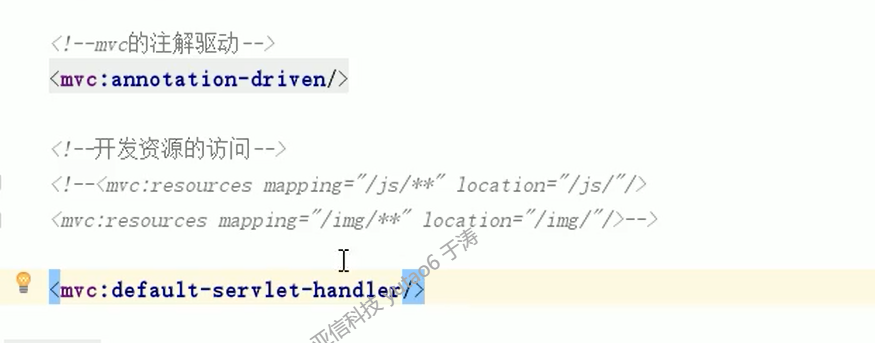 <!--mvc的注解驱动-->
<mvc:annotation-driven/>
<!--开发资源的访问-->
<!--<mvc:resources mapping="/js/**" location="/js/"/>
<mvc:resources mapping="/img/**" location="/img/"/>-->
<mvc:default-servlet-handler/>
亚信科技 yutao6 于涛